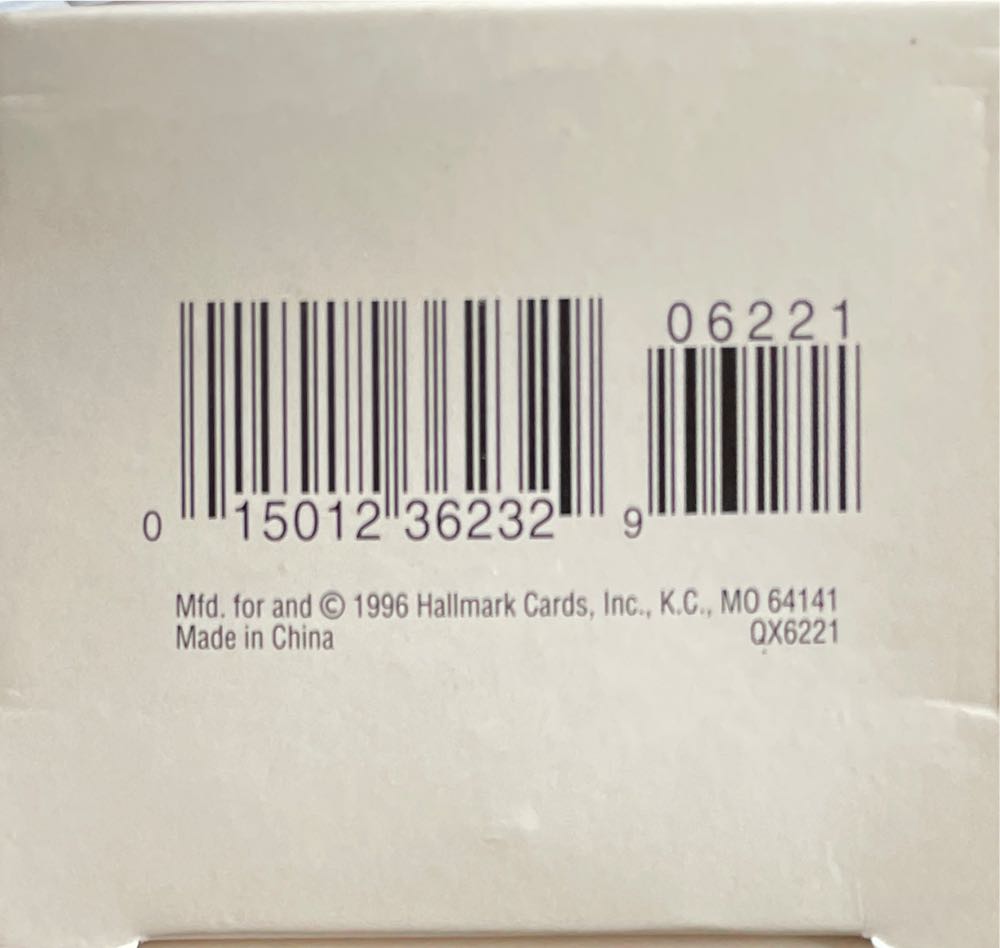 06221
0 15012 36232 9
Mfd. for and © 1996 Hallmark Cards, Inc., K.C., MO 64141
Made in China QX6221